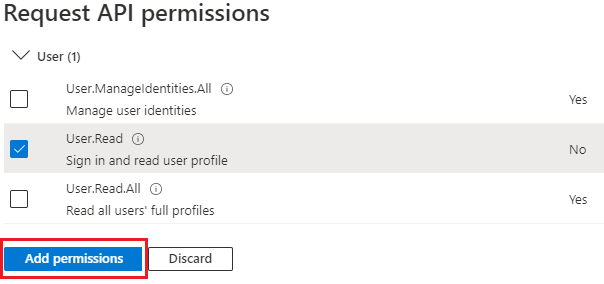 Request API permissions
User (1)
User.ManageIdentities.All
Manage user identities
Yes
User.Read
Sign in and read user profile
No
User.Read.All
Read all users' full profiles
Yes
Add permissions
Discard